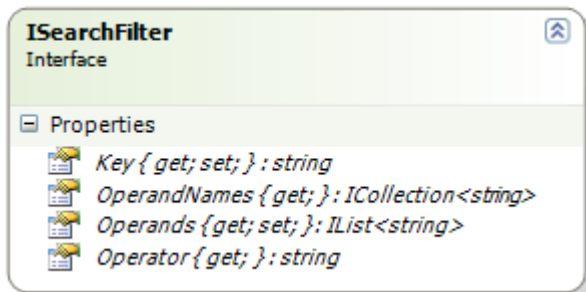 ISearchFilter
Interface
Properties
Key { get; set; } : string
OperandNames { get; } : ICollection<string>
Operands {get; set; } : IList<string>
Operator { get; } : string